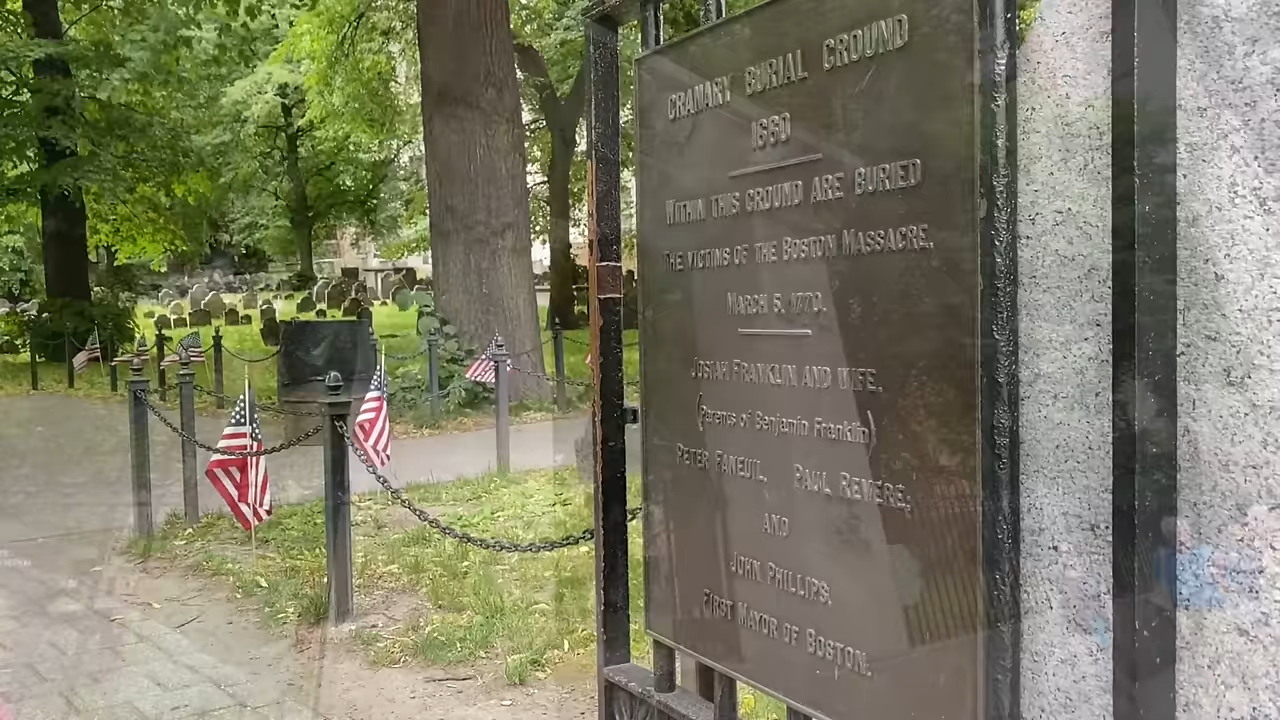 GRANARY BURIAL GROUND
1660
WITHIN THIS GROUND ARE BURIED
THE VICTIMS OF THE BOSTON MASSACRE.
MARCH 5, 1770.
JOSIAH FRANKLIN AND WIFE.
(Parents of Benjamin Franklin)
PETER FANEUIL, PAUL REVERE;
AND
JOHN PHILLIPS.
FIRST MAYOR OF BOSTON.